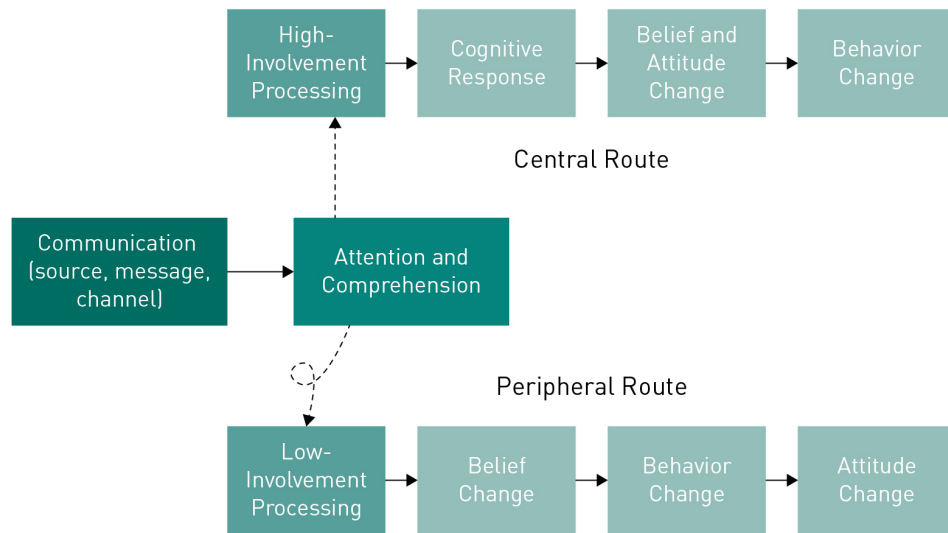 High-
Involvement
Processing
Cognitive
Response
Belief and
Attitude
Change
Behavior
Change
Central Route
Communication
(source, message,
channel)
Attention and
Comprehension
Peripheral Route
Low-
Involvement
Processing
Belief
Change
Behavior
Change
Attitude
Change